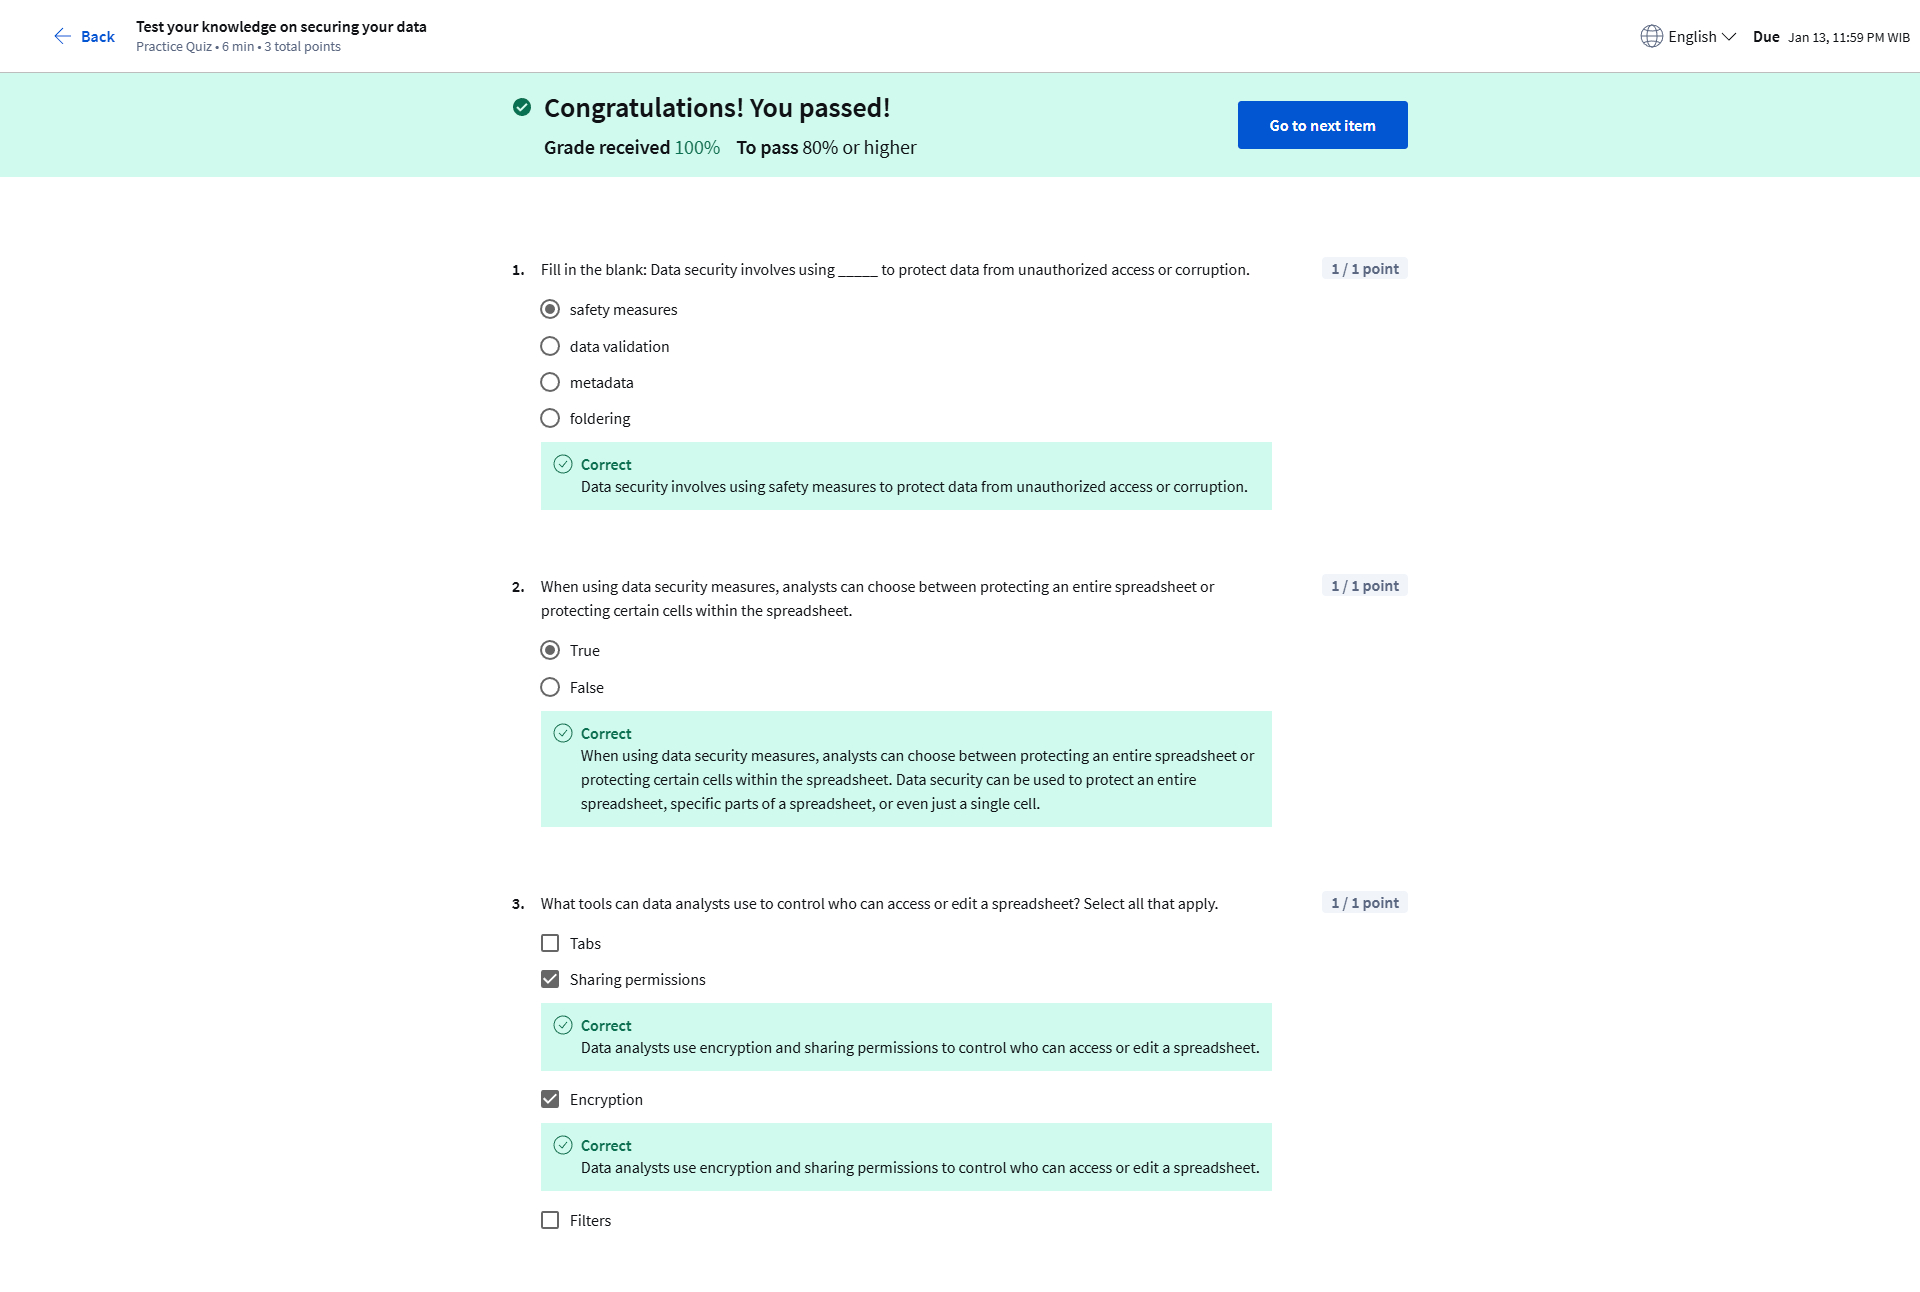 Back
Test your knowledge on securing your data
Practice Quiz • 6 min • 3 total points
English
Due Jan 13, 11:59 PM WIB
Congratulations! You passed!
Grade received 100% To pass 80% or higher
Go to next item
1. Fill in the blank: Data security involves using _____ to protect data from unauthorized access or corruption.
1 / 1 point
safety measures
data validation
metadata
foldering
Correct
Data security involves using safety measures to protect data from unauthorized access or corruption.
2. When using data security measures, analysts can choose between protecting an entire spreadsheet or
protecting certain cells within the spreadsheet.
1 / 1 point
True
False
Correct
When using data security measures, analysts can choose between protecting an entire spreadsheet or
protecting certain cells within the spreadsheet. Data security can be used to protect an entire
spreadsheet, specific parts of a spreadsheet, or even just a single cell.
3. What tools can data analysts use to control who can access or edit a spreadsheet? Select all that apply.
1 / 1 point
Tabs
Sharing permissions
Correct
Data analysts use encryption and sharing permissions to control who can access or edit a spreadsheet.
Encryption
Correct
Data analysts use encryption and sharing permissions to control who can access or edit a spreadsheet.
Filters